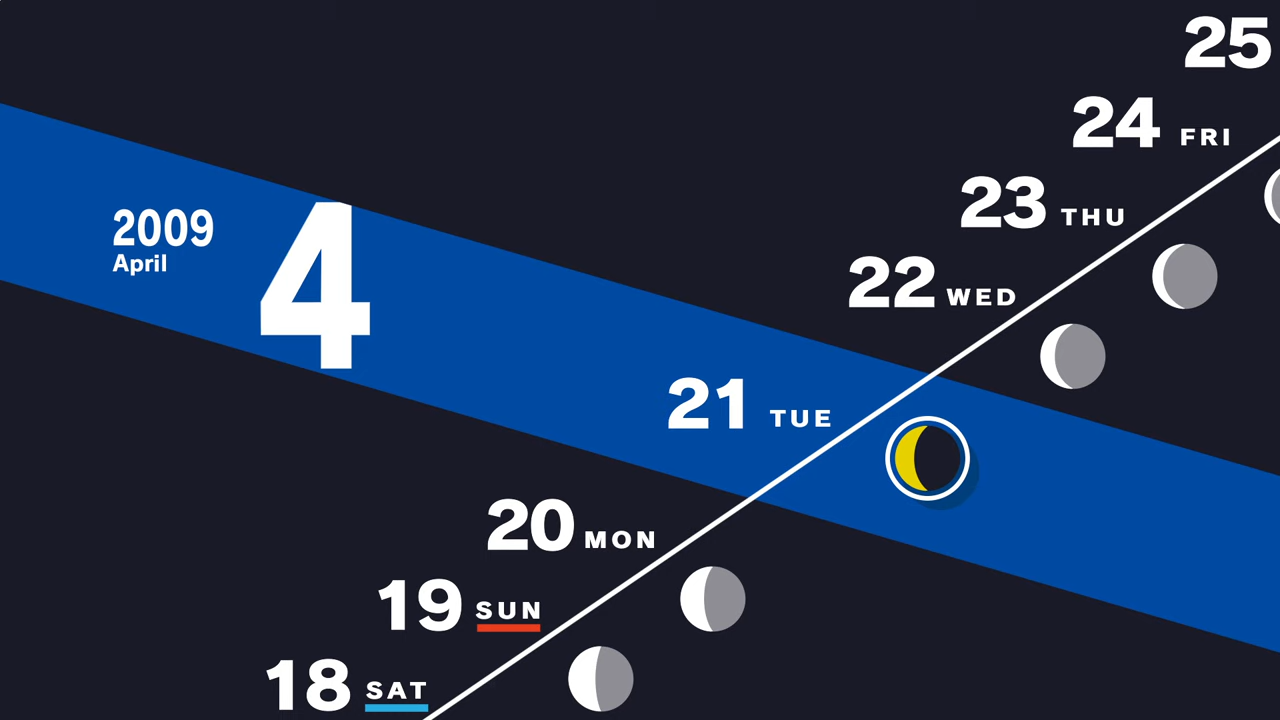 25
24 FRI
23 THU
22 WED
2009
April
4
21 TUE
20 MON
19 SUN
18 SAT